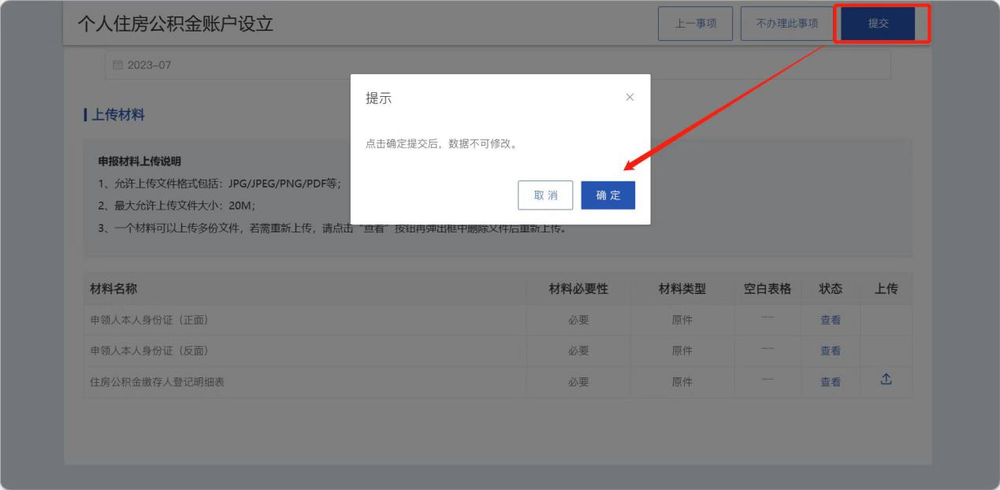 个人住房公积金账户设立
上一事项
不办理此事项
提交
2023-07
提示
上传材料
点击确定提交后，数据不可修改。
申报材料上传说明
1、允许上传文件格式包括：JPG/JPEG/PNG/PDF等；
取 消
确 定
2、最大允许上传文件大小：20M；
3、一个材料可以上传多份文件，若需重新上传，请点击“查看”按钮再弹出框中删除文件后重新上传。
材料名称 材料必要性 材料类型 空白表格 状态 上传
申领人本人身份证（正面） 必要 原件 -- 查看
申领人本人身份证（反面） 必要 原件 -- 查看
住房公积金缴存人登记明细表 必要 原件 -- 查看